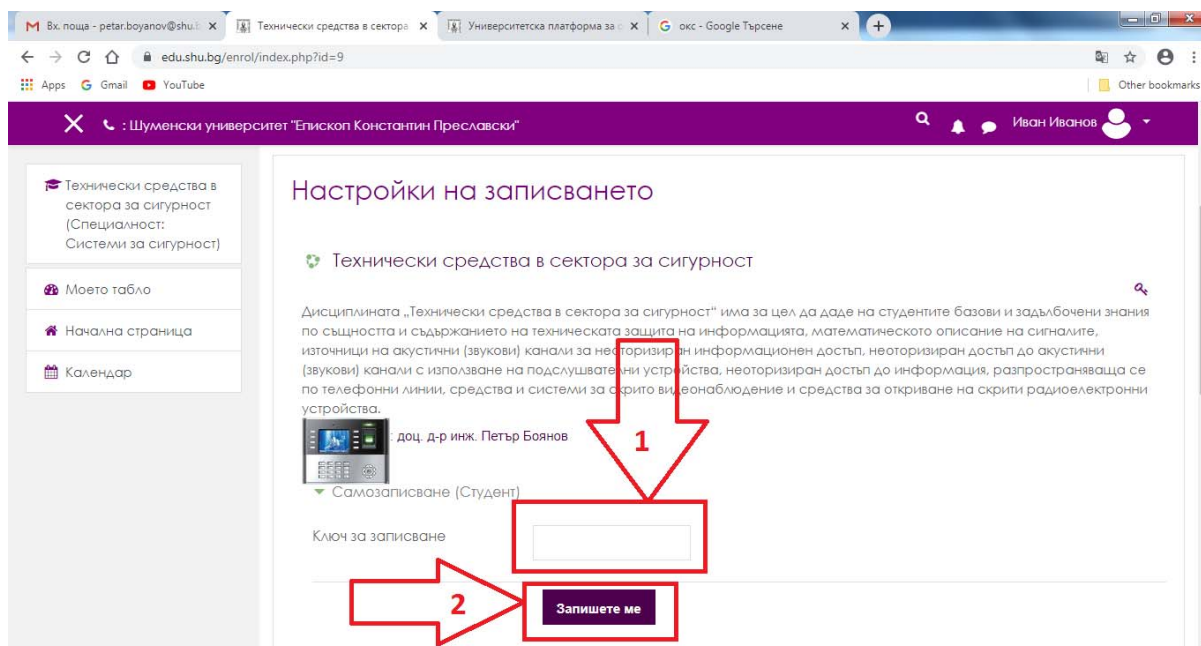 Вх. поща - petar.boyanov@shu.b
Технически средства в сектора
Университетска платформа за
окс - Google Търсене
edu.shu.bg/enrol/index.php?id=9
Apps Gmail YouTube Other bookmarks
: Шуменски университет "Епископ Константин Преславски"
Иван Иванов
Технически средства в
сектора за сигурност
(Специалност:
Системи за сигурност)
Моето табло
Начална страница
Календар
Настройки на записването
Технически средства в сектора за сигурност
Дисциплината „Технически средства в сектора за сигурност“ има за цел да даде на студентите базови и задълбочени знания
по същността и съдържанието на техническата защита на информацията, математическото описание на сигналите,
източници на акустични (звукови) канали за неоторизиран информационен достъп, неоторизиран достъп до акустични
(звукови) канали с използване на подслушвателни устройства, неоторизиран достъп до информация, разпространяваща се
по телефонни линии, средства и системи за скрито видеонаблюдение и средства за откриване на скрити радиоелектронни
устройства.
: доц. д-р инж. Петър Боянов
1
Самозаписване (Студент)
Ключ за записване
2
Запишете ме